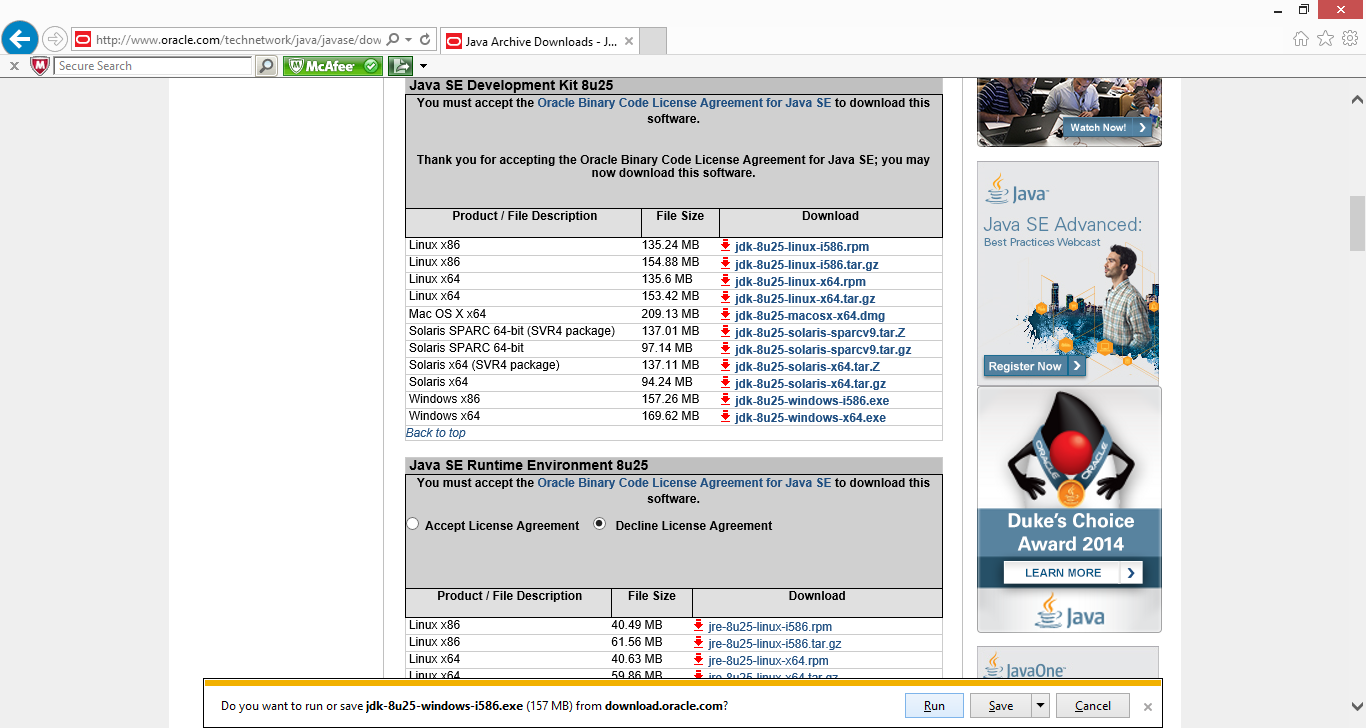 http://www.oracle.com/technetwork/java/javase/dow
Java Archive Downloads - J...
Secure Search
McAfee
Java SE Development Kit 8u25
You must accept the Oracle Binary Code License Agreement for Java SE to download this
software.
Thank you for accepting the Oracle Binary Code License Agreement for Java SE; you may
now download this software.
Product / File Description File Size Download
Linux x86 135.24 MB jdk-8u25-linux-i586.rpm
Linux x86 154.88 MB jdk-8u25-linux-i586.tar.gz
Linux x64 135.6 MB jdk-8u25-linux-x64.rpm
Linux x64 153.42 MB jdk-8u25-linux-x64.tar.gz
Mac OS X x64 209.13 MB jdk-8u25-macosx-x64.dmg
Solaris SPARC 64-bit (SVR4 package) 137.01 MB jdk-8u25-solaris-sparcv9.tar.Z
Solaris SPARC 64-bit 97.14 MB jdk-8u25-solaris-sparcv9.tar.gz
Solaris x64 (SVR4 package) 137.11 MB jdk-8u25-solaris-x64.tar.Z
Solaris x64 94.24 MB jdk-8u25-solaris-x64.tar.gz
Windows x86 157.26 MB jdk-8u25-windows-i586.exe
Windows x64 169.62 MB jdk-8u25-windows-x64.exe
Back to top
Java SE Runtime Environment 8u25
You must accept the Oracle Binary Code License Agreement for Java SE to download this
software.
Accept License Agreement Decline License Agreement
Product / File Description File Size Download
Linux x86 40.49 MB jre-8u25-linux-i586.rpm
Linux x86 61.56 MB jre-8u25-linux-i586.tar.gz
Linux x64 40.63 MB jre-8u25-linux-x64.rpm
Linux x64 59.86 MB jre-8u25-linux-x64.tar.gz
Watch Now!
Java
Java SE Advanced:
Best Practices Webcast
Register Now
ORACLE ORACLE
Duke's Choice
Award 2014
LEARN MORE
Java
JavaOne
Do you want to run or save jdk-8u25-windows-i586.exe (157 MB) from download.oracle.com?
Run Save Cancel